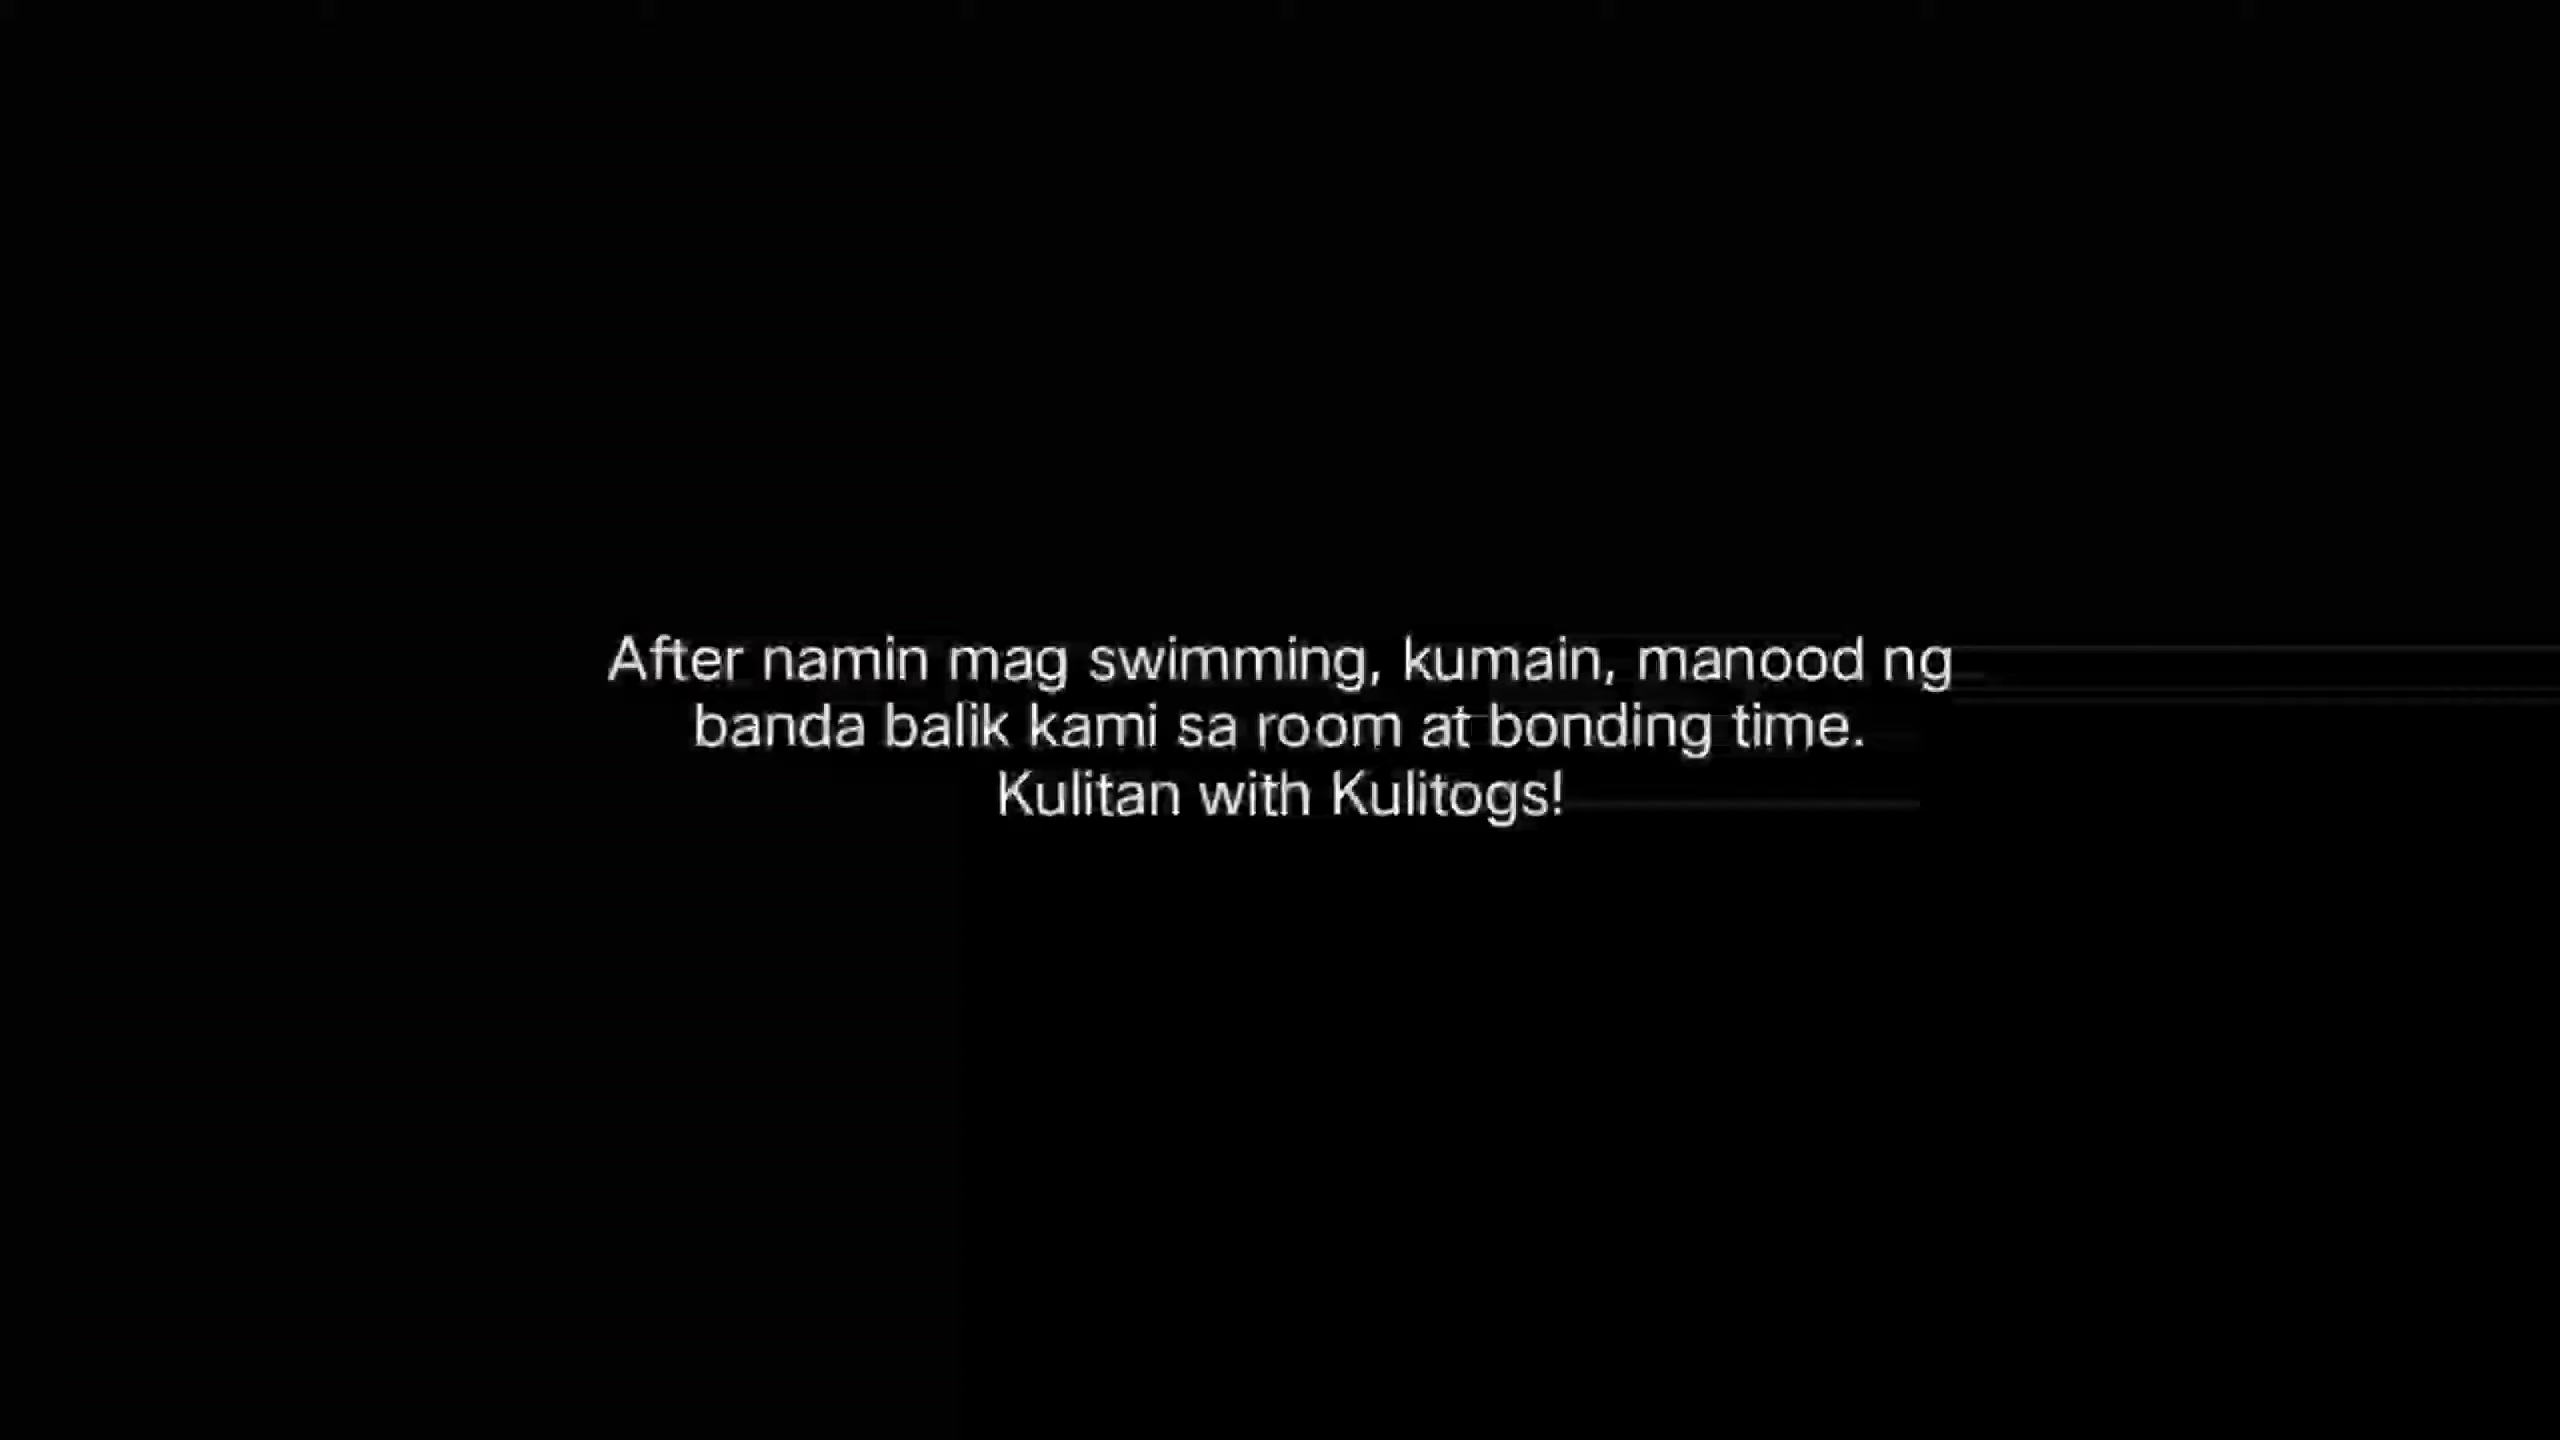 After namin mag swimming, kumain, manood ng
banda balik kami sa room at bonding time.
Kulitan with Kulitogs!